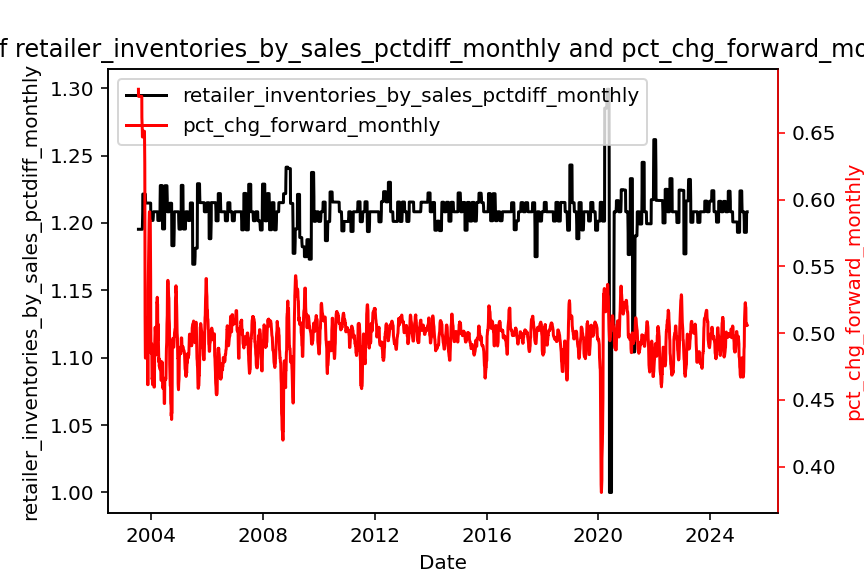 f retailer_inventories_by_sales_pctdiff_monthly and pct_chg_forward_mo
retailer_inventories_by_sales_pctdiff_monthly
pct_chg_forward_monthly
retailer_inventories_by_sales_pctdiff_monthly
1.30
1.25
1.20
1.15
1.10
1.05
1.00
0.65
0.60
0.55
0.50
0.45
0.40
pct_chg_forward_monthly
2004 2008 2012 2016 2020 2024
Date